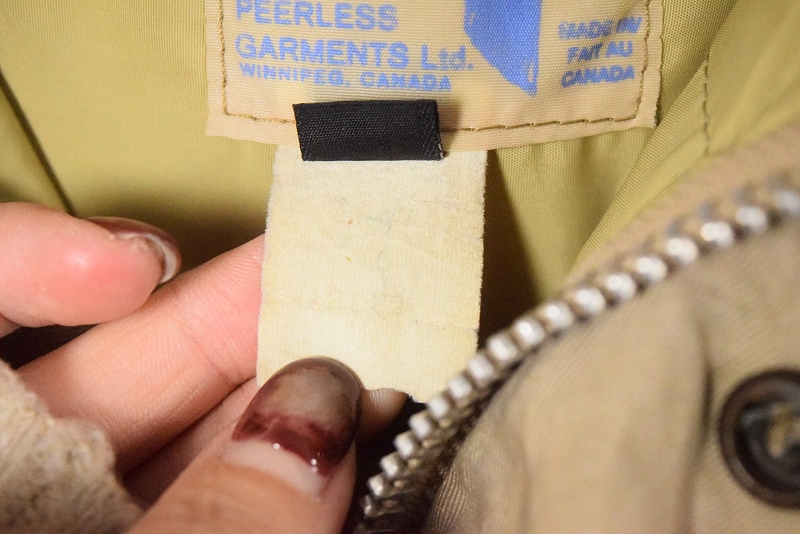 PEERLESS
GARMENTS Ltd.
WINNIPEG, CANADA
MADE IN
FAIT AU
CANADA